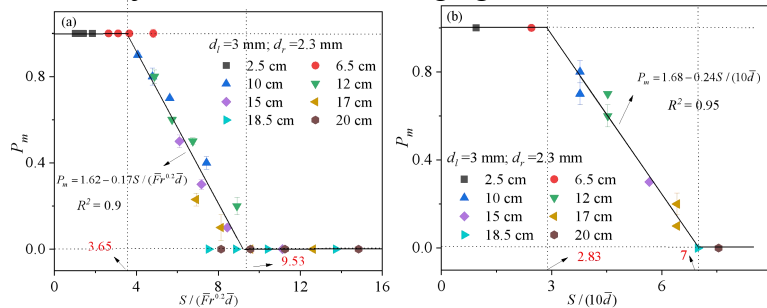 (a)
d_l=3 mm; d_r=2.3 mm
2.5 cm 6.5 cm
10 cm 12 cm
15 cm 17 cm
18.5 cm 20 cm
P_m=1.62−0.17S/(F̅r^0.2 d̅)
R²=0.9
3.65
9.53
0.0
0.4
0.8
P_m
0 4 8 12 16
S/(F̅r^0.2 d̅)
(b)
P_m=1.68−0.24S/(10d̅)
R²=0.95
d_l=3 mm; d_r=2.3 mm
2.5 cm 6.5 cm
10 cm 12 cm
15 cm 17 cm
18.5 cm 20 cm
2.83
7
0.0
0.4
0.8
P_m
0 2 4 6 8
S/(10d̅)